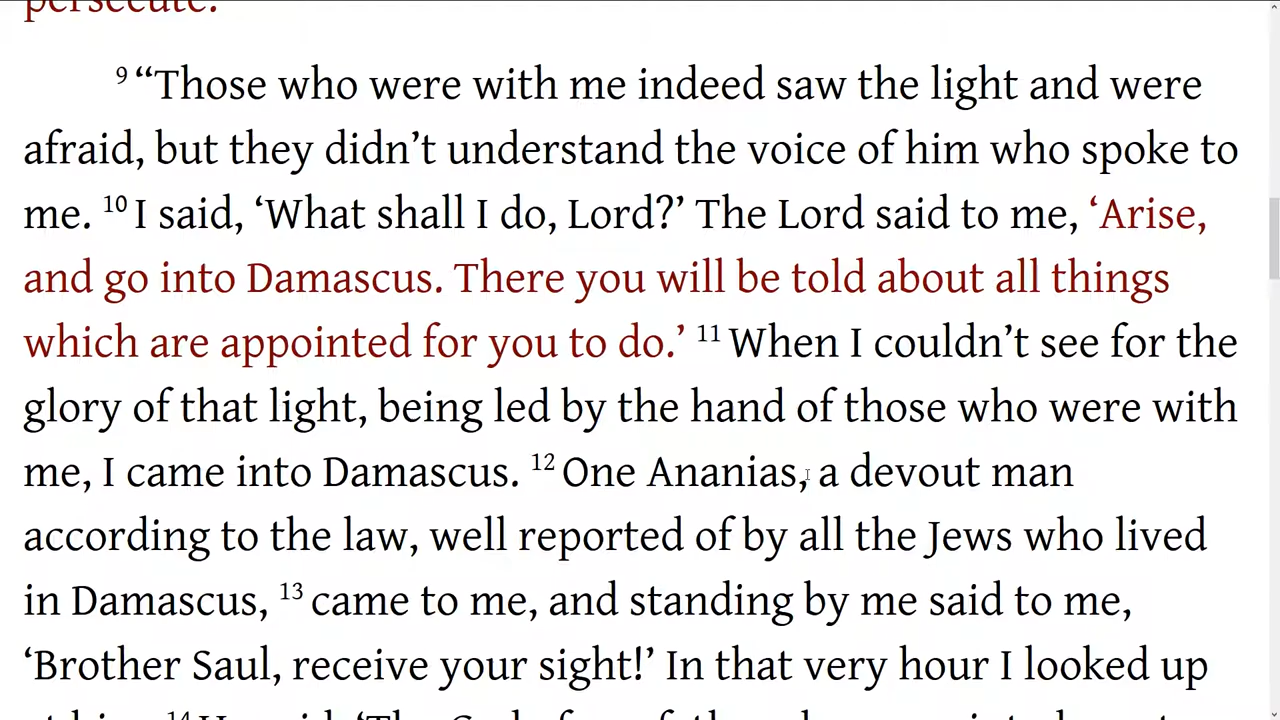 persecute.’
9 “Those who were with me indeed saw the light and were
afraid, but they didn’t understand the voice of him who spoke to
me. 10 I said, ‘What shall I do, Lord?’ The Lord said to me, ‘Arise,
and go into Damascus. There you will be told about all things
which are appointed for you to do.’ 11 When I couldn’t see for the
glory of that light, being led by the hand of those who were with
me, I came into Damascus. 12 One Ananias, a devout man
according to the law, well reported of by all the Jews who lived
in Damascus, 13 came to me, and standing by me said to me,
‘Brother Saul, receive your sight!’ In that very hour I looked up